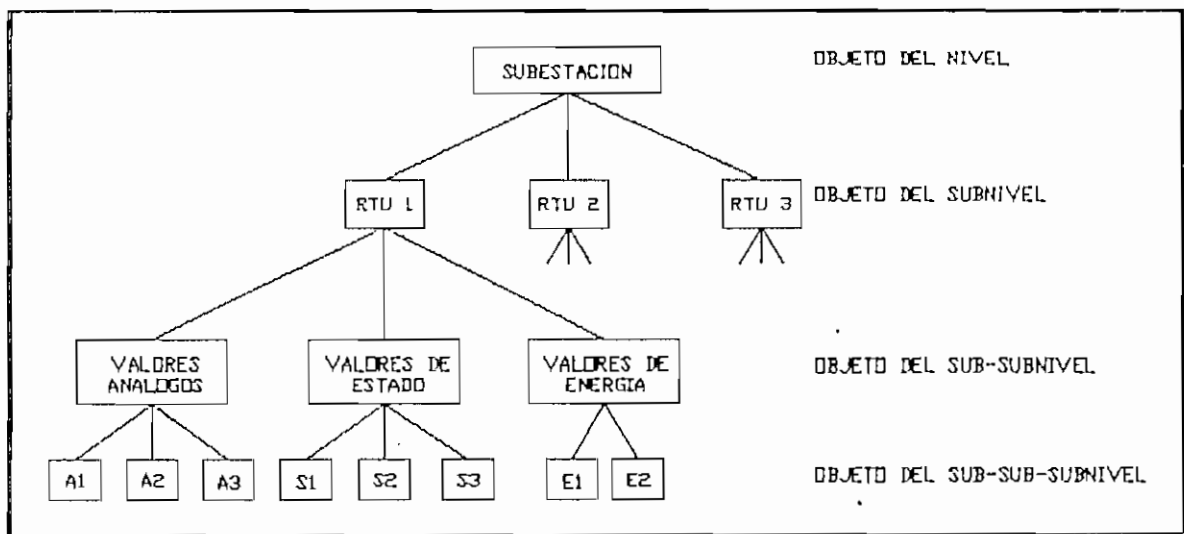 SUBESTACION
OBJETO DEL NIVEL
RTU 1
RTU 2
RTU 3
OBJETO DEL SUBNIVEL
VALORES
ANALOGOS
VALORES DE
ESTADO
VALORES DE
ENERGIA
OBJETO DEL SUB-SUBNIVEL
A1
A2
A3
S1
S2
S3
E1
E2
OBJETO DEL SUB-SUB-SUBNIVEL